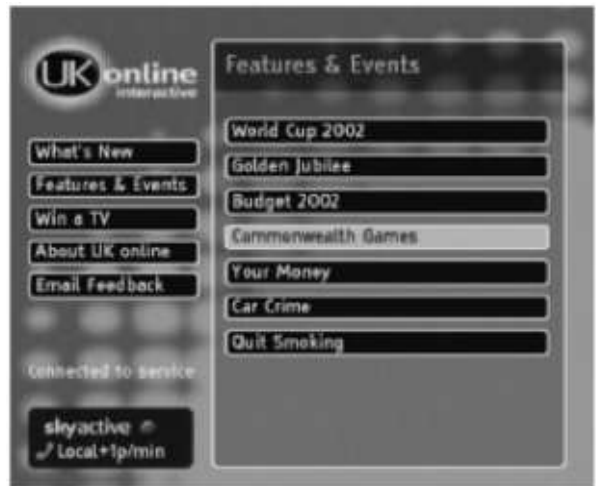 UK online
interactive
What's New
Features & Events
Win a TV
About UK online
Email Feedback
Connected to service
skyactive
Local+1p/min
Features & Events
World Cup 2002
Golden Jubilee
Budget 2002
Commonwealth Games
Your Money
Car Crime
Quit Smoking